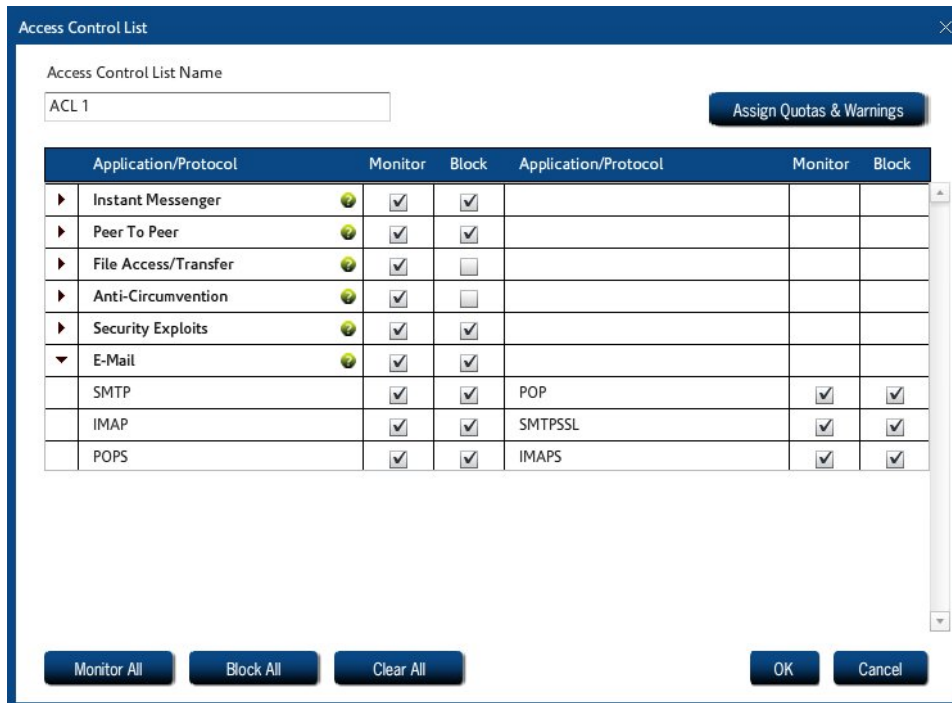 Access Control List
Access Control List Name
ACL 1
Assign Quotas & Warnings
Application/Protocol Monitor Block Application/Protocol Monitor Block
Instant Messenger
Peer To Peer
File Access/Transfer
Anti-Circumvention
Security Exploits
E-Mail
SMTP POP
IMAP SMTPSSL
POPS IMAPS
Monitor All Block All Clear All OK Cancel